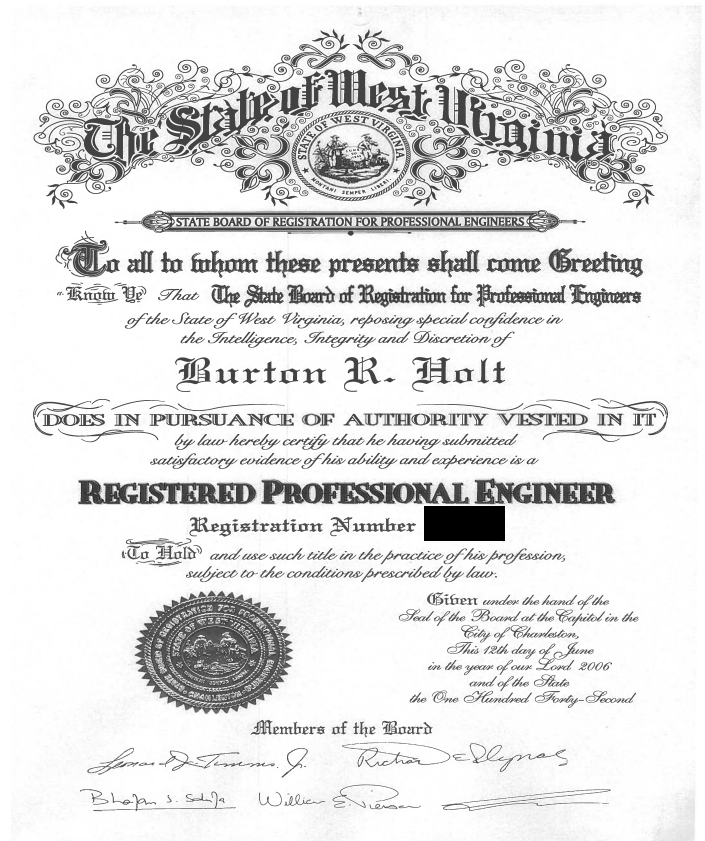 The State of West Virginia
STATE OF WEST VIRGINIA
MONTANI SEMPER LIBERI
STATE BOARD OF REGISTRATION FOR PROFESSIONAL ENGINEERS
To all to whom these presents shall come Greeting
Know Ye That The State Board of Registration for Professional Engineers
of the State of West Virginia, reposing special confidence in
the Intelligence, Integrity and Discretion of
Burton R. Holt
DOES IN PURSUANCE OF AUTHORITY VESTED IN IT
by law hereby certify that he having submitted
satisfactory evidence of his ability and experience is a
REGISTERED PROFESSIONAL ENGINEER
Registration Number
To Hold and use such title in the practice of his profession,
subject to the conditions prescribed by law.
STATE OF WEST VIRGINIA
Given under the hand of the
Seal of the Board at the Capitol in the
City of Charleston,
This 12th day of June
in the year of our Lord 2006
and of the State
the One Hundred Forty-Second
Members of the Board
William E. Pierson